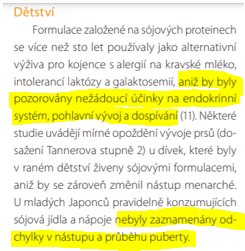 Dětství
Formulace založené na sójových proteinech
se více než sto let používaly jako alternativní
výživa pro kojence s alergií na kravské mléko,
intolerancí laktózy a galaktosemií, aniž by byly
pozorovány nežádoucí účinky na endokrinní
systém, pohlavní vývoj a dospívání (11). Některé
studie uvádějí mírné opoždění vývoje prsů (do-
sažení Tannerova stupně 2) u dívek, které byly
v raném dětství živeny sójovými formulacemi,
aniž by se zároveň změnil nástup menarché.
U mladých Japonců pravidelně konzumujících
sójová jídla a nápoje nebyly zaznamenány od-
chylky v nástupu a průběhu puberty.